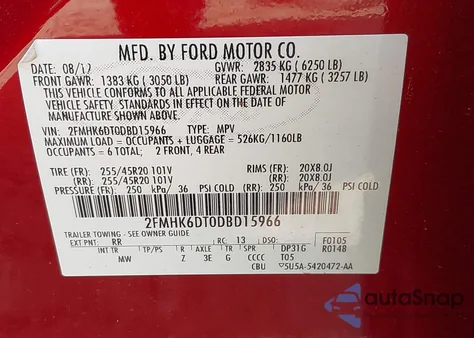 MFD. BY FORD MOTOR CO.
DATE: 08/12 GVWR: 2835 KG ( 6250 LB)
FRONT GAWR: 1383 KG ( 3050 LB) REAR GAWR: 1477 KG ( 3257 LB)
THIS VEHICLE CONFORMS TO ALL APPLICABLE FEDERAL MOTOR
VEHICLE SAFETY STANDARDS IN EFFECT ON THE DATE OF
MANUFACTURE SHOWN ABOVE.
VIN: 2FMHK6DT0DBD15966 TYPE: MPV
MAXIMUM LOAD = OCCUPANTS + LUGGAGE = 526KG/1160LB
OCCUPANTS = 6 TOTAL; 2 FRONT, 4 REAR
TIRE (FR): 255/45R20 101V RIMS (FR): 20X8.0J
TIRE (RR): 255/45R20 101V RIMS (RR): 20X8.0J
PRESSURE (FR): 250 kPa/ 36 PSI COLD (RR): 250 kPa/ 36 PSI COLD
2FMHK6DT0DBD15966
TRAILER TOWING - SEE OWNERS GUIDE F0105
EXT PNT: RR RC: 13 DSO: R0148
INT TR TP/PS R AXLE TR SPR DP31G
MW Z 3E G CCCC T05
CBU 5U5A-5420472-AA
autoSnap